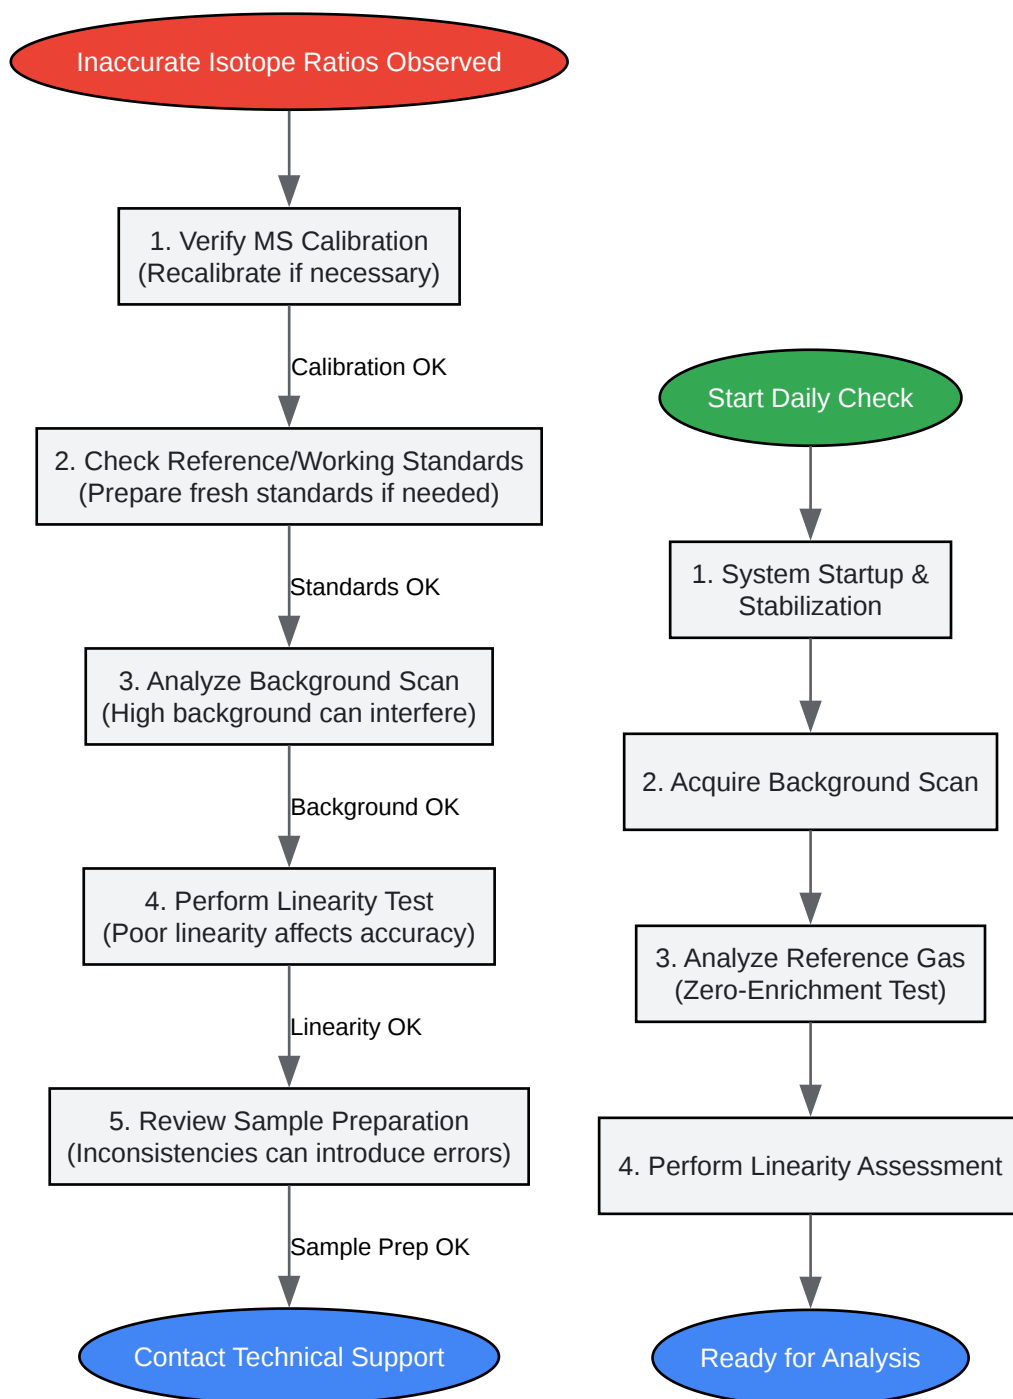 Inaccurate Isotope Ratios Observed
1. Verify MS Calibration
(Recalibrate if necessary)
Calibration OK
2. Check Reference/Working Standards
(Prepare fresh standards if needed)
Standards OK
3. Analyze Background Scan
(High background can interfere)
Background OK
4. Perform Linearity Test
(Poor linearity affects accuracy)
Linearity OK
5. Review Sample Preparation
(Inconsistencies can introduce errors)
Sample Prep OK
Contact Technical Support
Start Daily Check
1. System Startup &
Stabilization
2. Acquire Background Scan
3. Analyze Reference Gas
(Zero-Enrichment Test)
4. Perform Linearity Assessment
Ready for Analysis